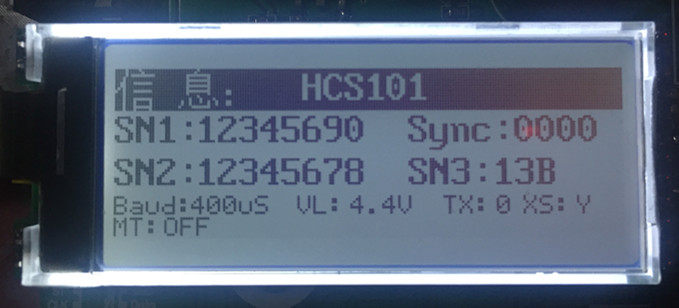 信 息: HCS101
SN1:12345690 Sync:0000
SN2:12345678 SN3:13B
Baud:400uS VL: 4.4V TX: 0 XS: Y
MT: OFF